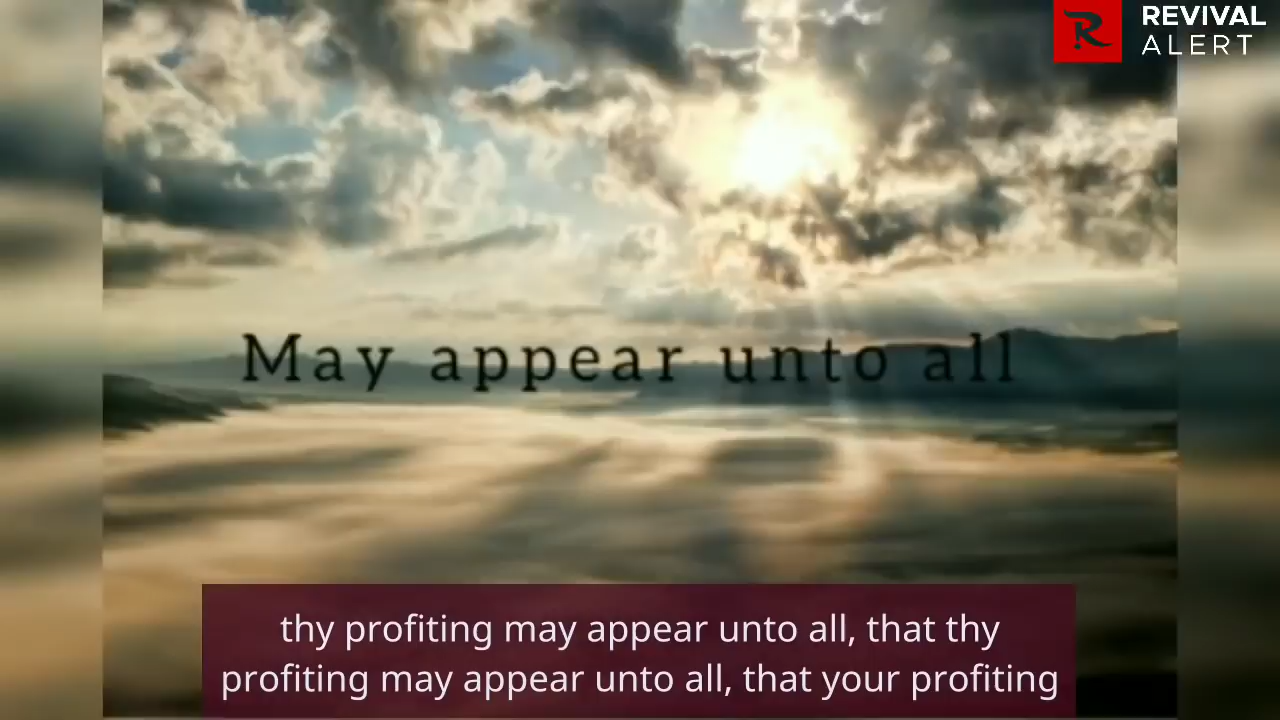 REVIVAL
ALERT
May appear unto all
thy profiting may appear unto all, that thy
profiting may appear unto all, that your profiting